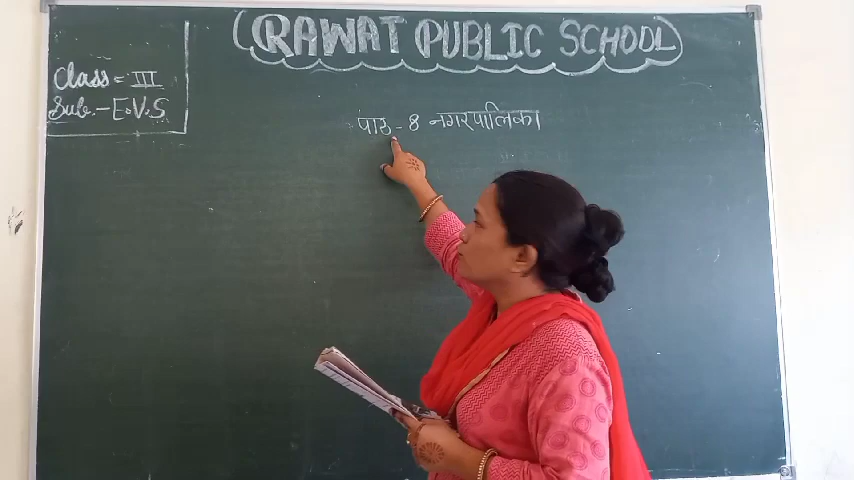 RAWAT PUBLIC SCHOOL
Class = III
Sub. - E.V.S
पाठ - 8 नगरपालिका